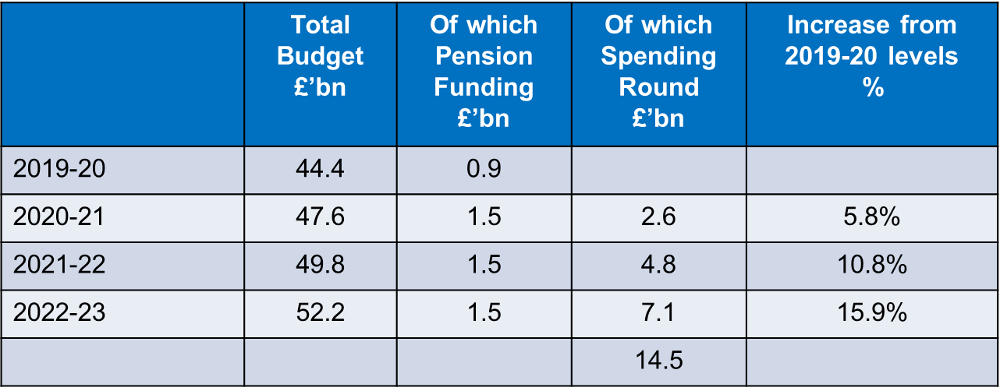 Total Budget £’bn | Of which Pension Funding £’bn | Of which Spending Round £’bn | Increase from 2019-20 levels %
2019-20 | 44.4 | 0.9
2020-21 | 47.6 | 1.5 | 2.6 | 5.8%
2021-22 | 49.8 | 1.5 | 4.8 | 10.8%
2022-23 | 52.2 | 1.5 | 7.1 | 15.9%
14.5